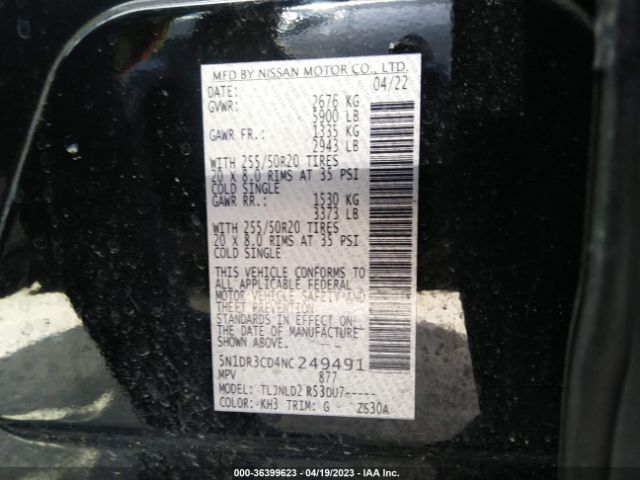 MFD BY NISSAN MOTOR CO., LTD.
DATE: 04/22
GVWR: 2676 KG
5900 LB
GAWR FR.: 1335 KG
2943 LB
WITH 255/50R20 TIRES
20 X 8.0 RIMS AT 35 PSI
COLD SINGLE
GAWR RR.: 1530 KG
3373 LB
WITH 255/50R20 TIRES
20 X 8.0 RIMS AT 35 PSI
COLD SINGLE
THIS VEHICLE CONFORMS TO
ALL APPLICABLE FEDERAL
MOTOR VEHICLE SAFETY AND
THEFT PREVENTION
STANDARDS IN EFFECT ON
THE DATE OF MANUFACTURE
SHOWN ABOVE
5N1DR3CD4NC249491
MPV 877
MODEL: TLJNLD2 R53DU7-----
COLOR: KH3 TRIM: G - ZS30A
000-36399623 - 04/19/2023 - IAA Inc.